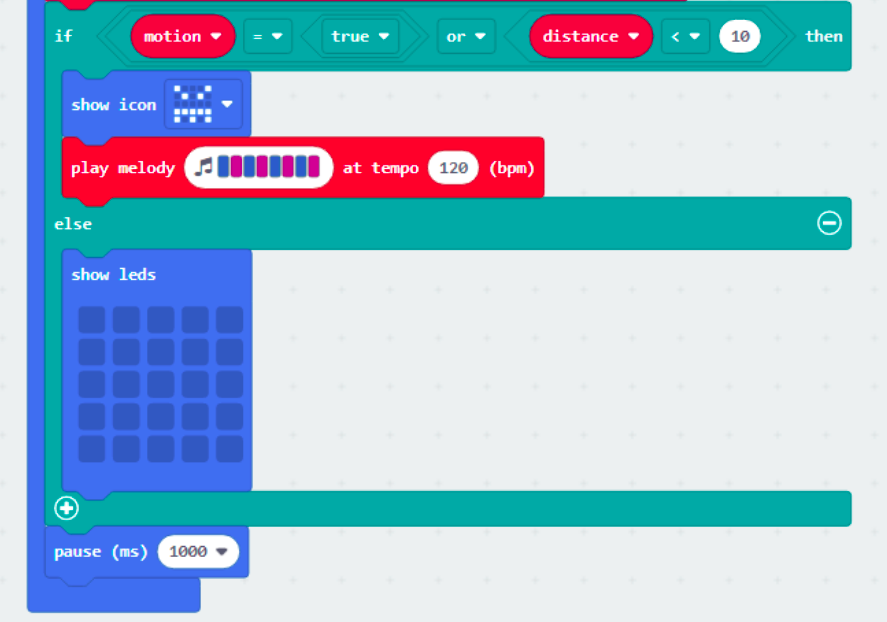 if motion = true or distance < 10 then
show icon
play melody at tempo 120 (bpm)
else
show leds
pause (ms) 1000